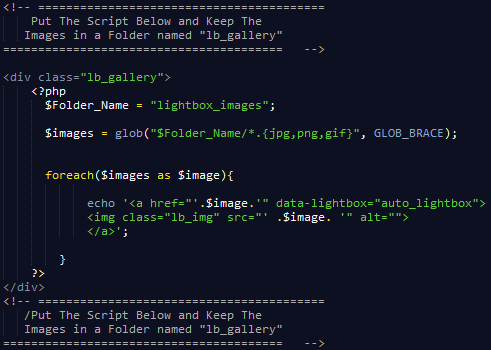 <!-- =========================================
Put The Script Below and Keep The
Images in a Folder named "lb_gallery"
======================================== -->
<div class="lb_gallery">
<?php
$Folder_Name = "lightbox_images";
$images = glob("$Folder_Name/*.{jpg,png,gif}", GLOB_BRACE);
foreach($images as $image){
echo '<a href="'.$image.'" data-lightbox="auto_lightbox">
<img class="lb_img" src="' .$image. '" alt="">
</a>';
}
?>
</div>
<!-- =========================================
/Put The Script Below and Keep The
Images in a Folder named "lb_gallery"
======================================== -->